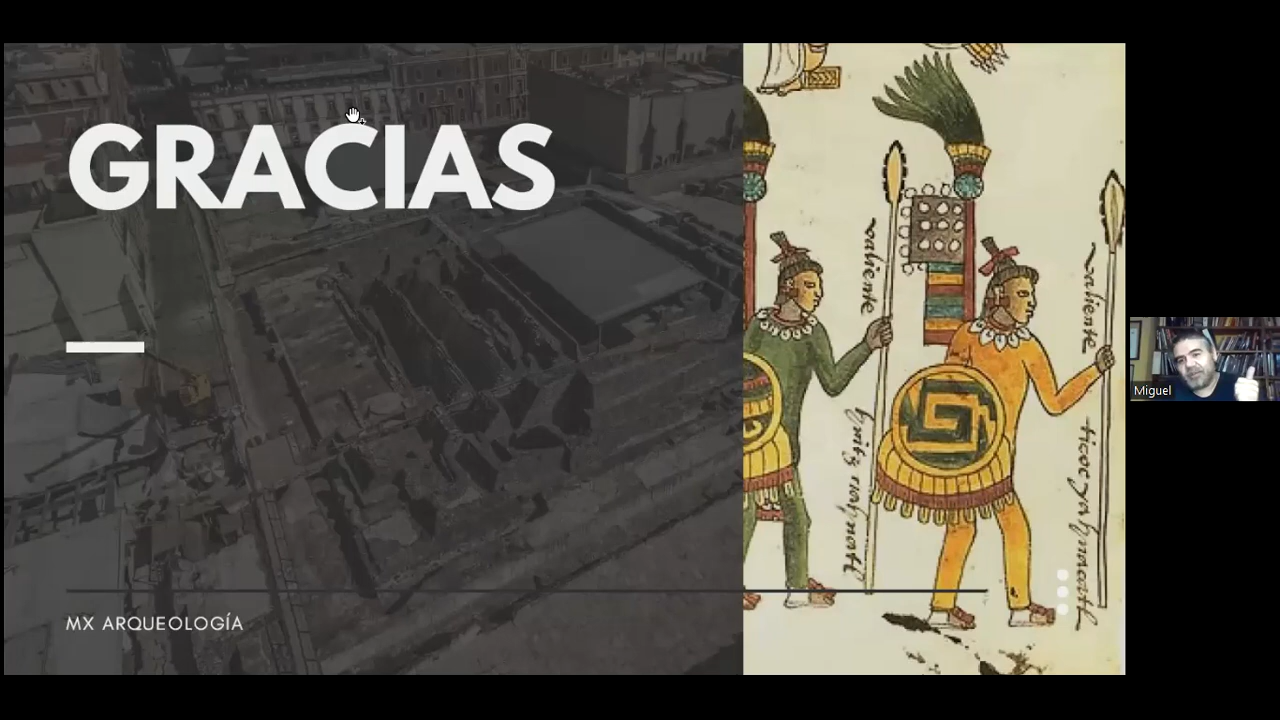 GRACIAS
MX ARQUEOLOGÍA
valiente
valiente
Miguel